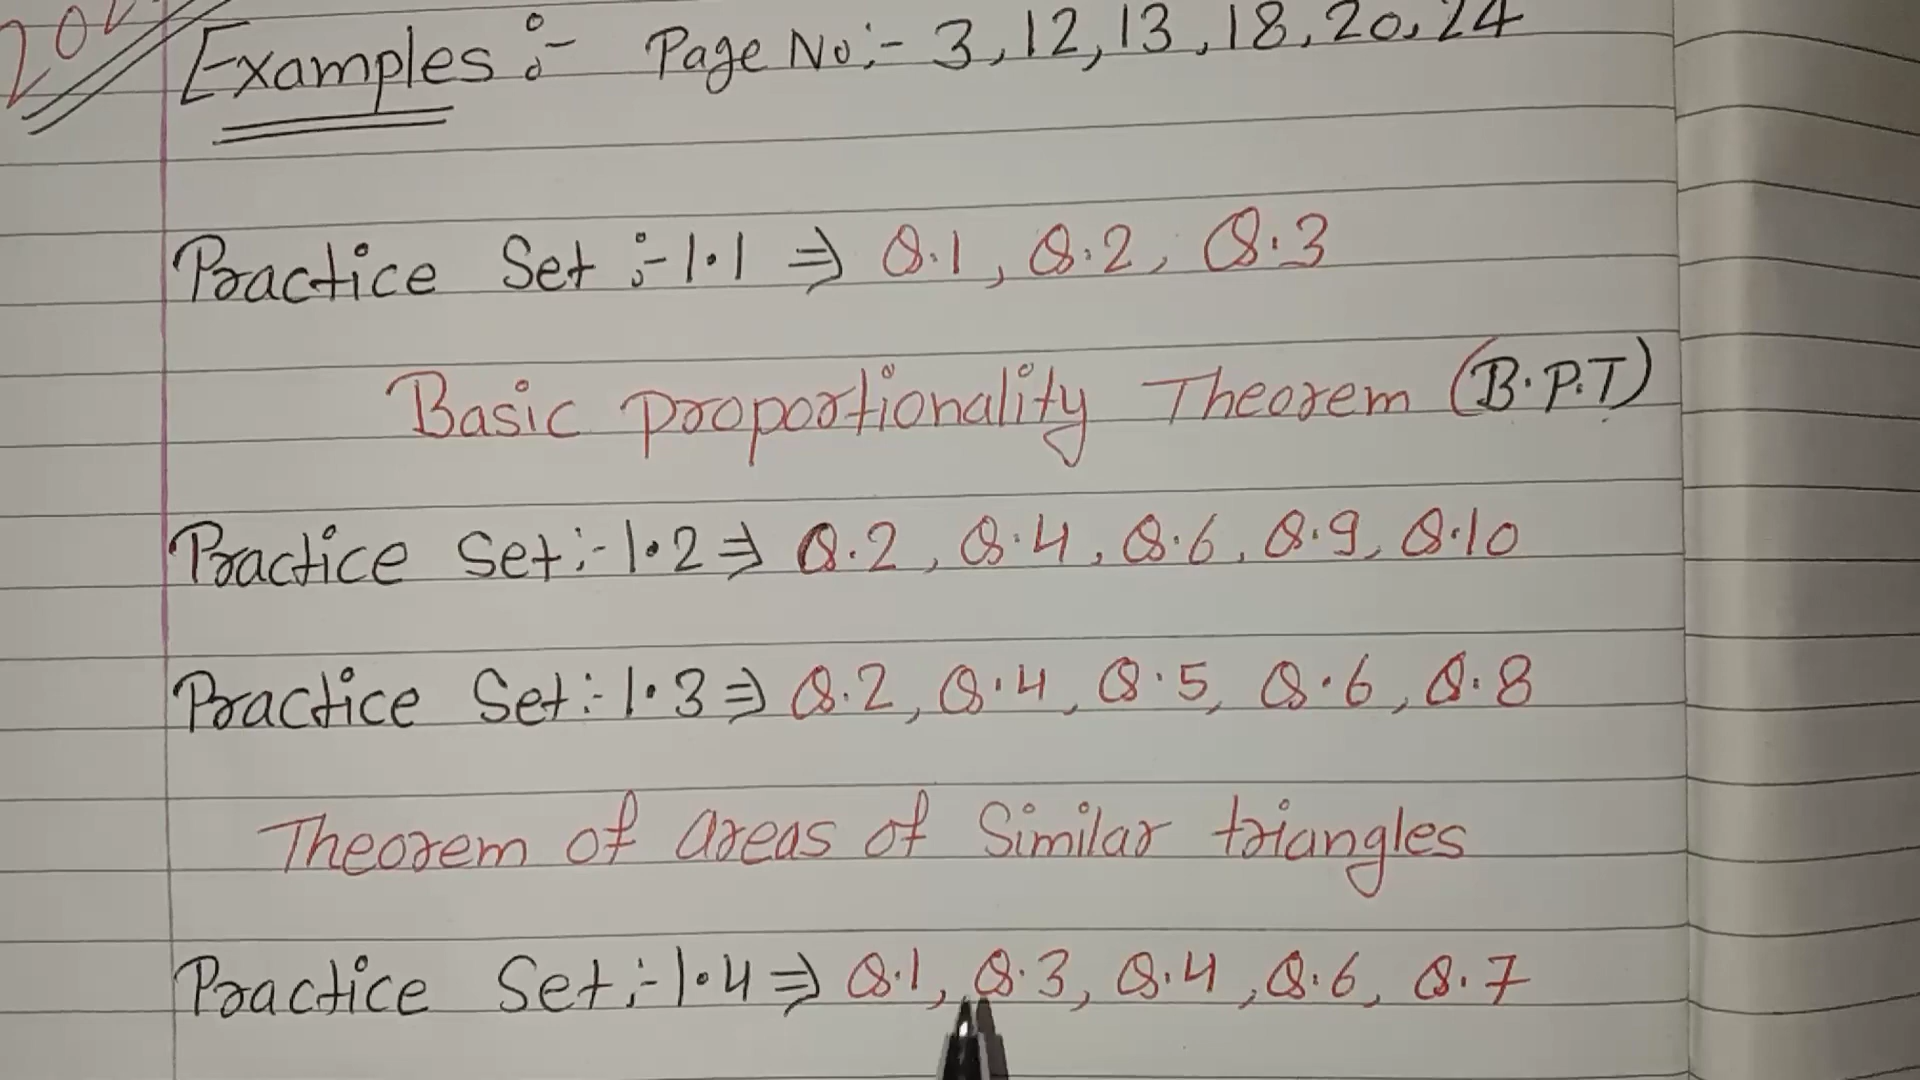 Examples :- Page No :- 3, 12, 13, 18, 20, 24
Practice Set :- 1.1 ⇒ Q.1, Q.2, Q.3
Basic proportionality Theorem (B.P.T)
Practice Set :- 1.2 ⇒ Q.2, Q.4, Q.6, Q.9, Q.10
Practice Set :- 1.3 ⇒ Q.2, Q.4, Q.5, Q.6, Q.8
Theorem of areas of Similar triangles
Practice Set :- 1.4 ⇒ Q.1, Q.3, Q.4, Q.6, Q.7